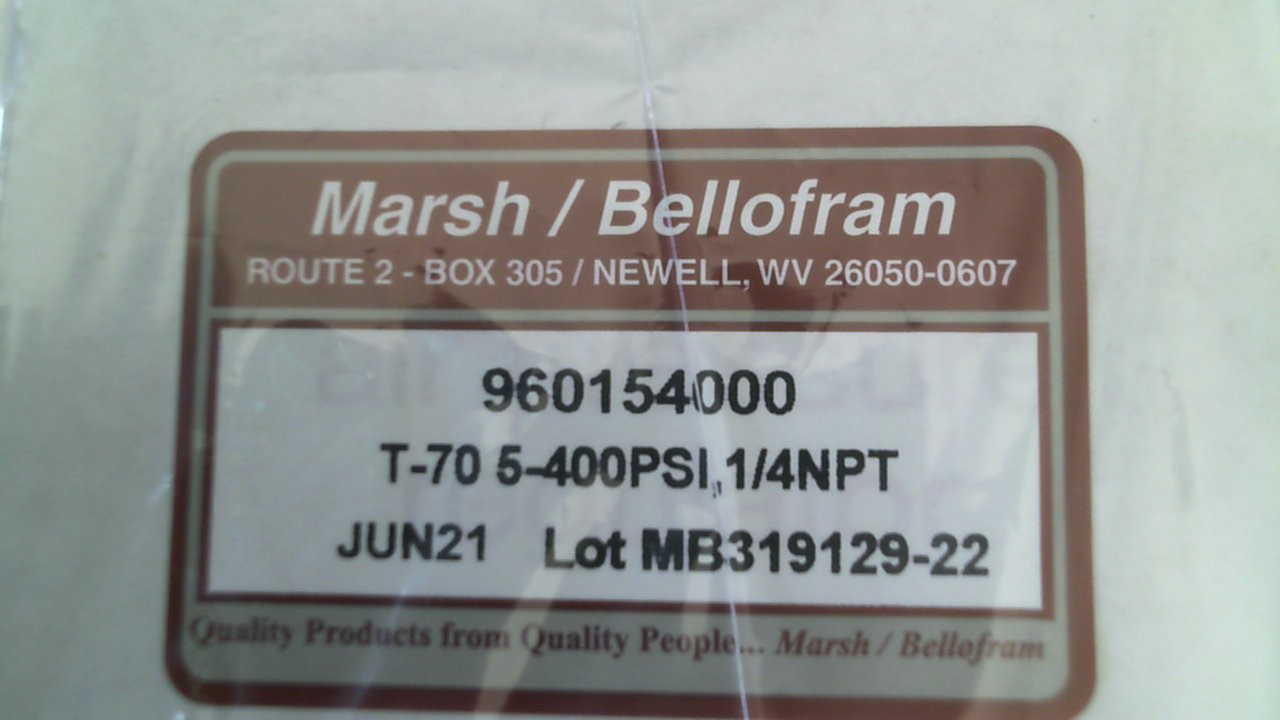 Marsh / Bellofram
ROUTE 2 - BOX 305 / NEWELL, WV 26050-0607
960154000
T-70 5-400PSI,1/4NPT
JUN21 Lot MB319129-22
Quality Products from Quality People... Marsh / Bellofram